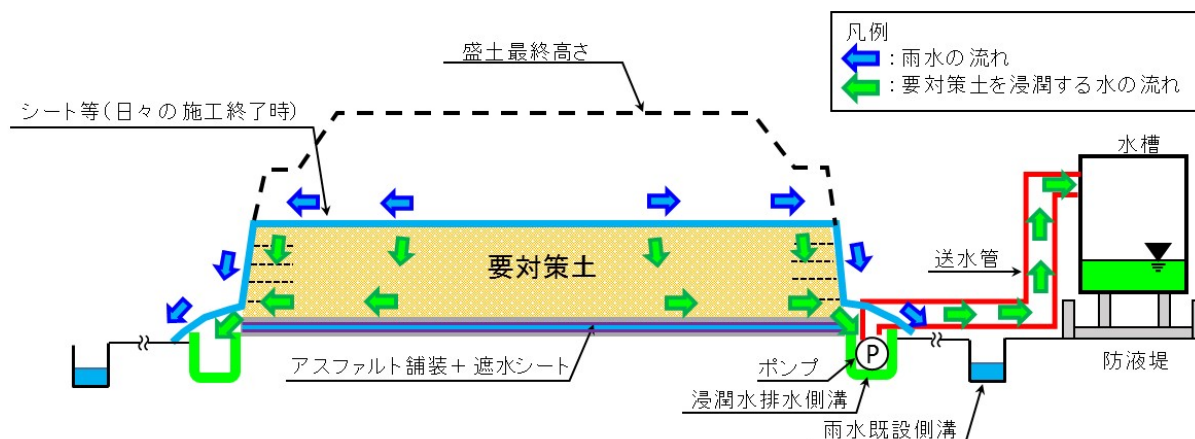 凡例
：雨水の流れ
：要対策土を浸潤する水の流れ
盛土最終高さ
シート等（日々の施工終了時）
水槽
要対策土
送水管
アスファルト舗装＋遮水シート
ポンプ
P
防液堤
浸潤水排水側溝
雨水既設側溝